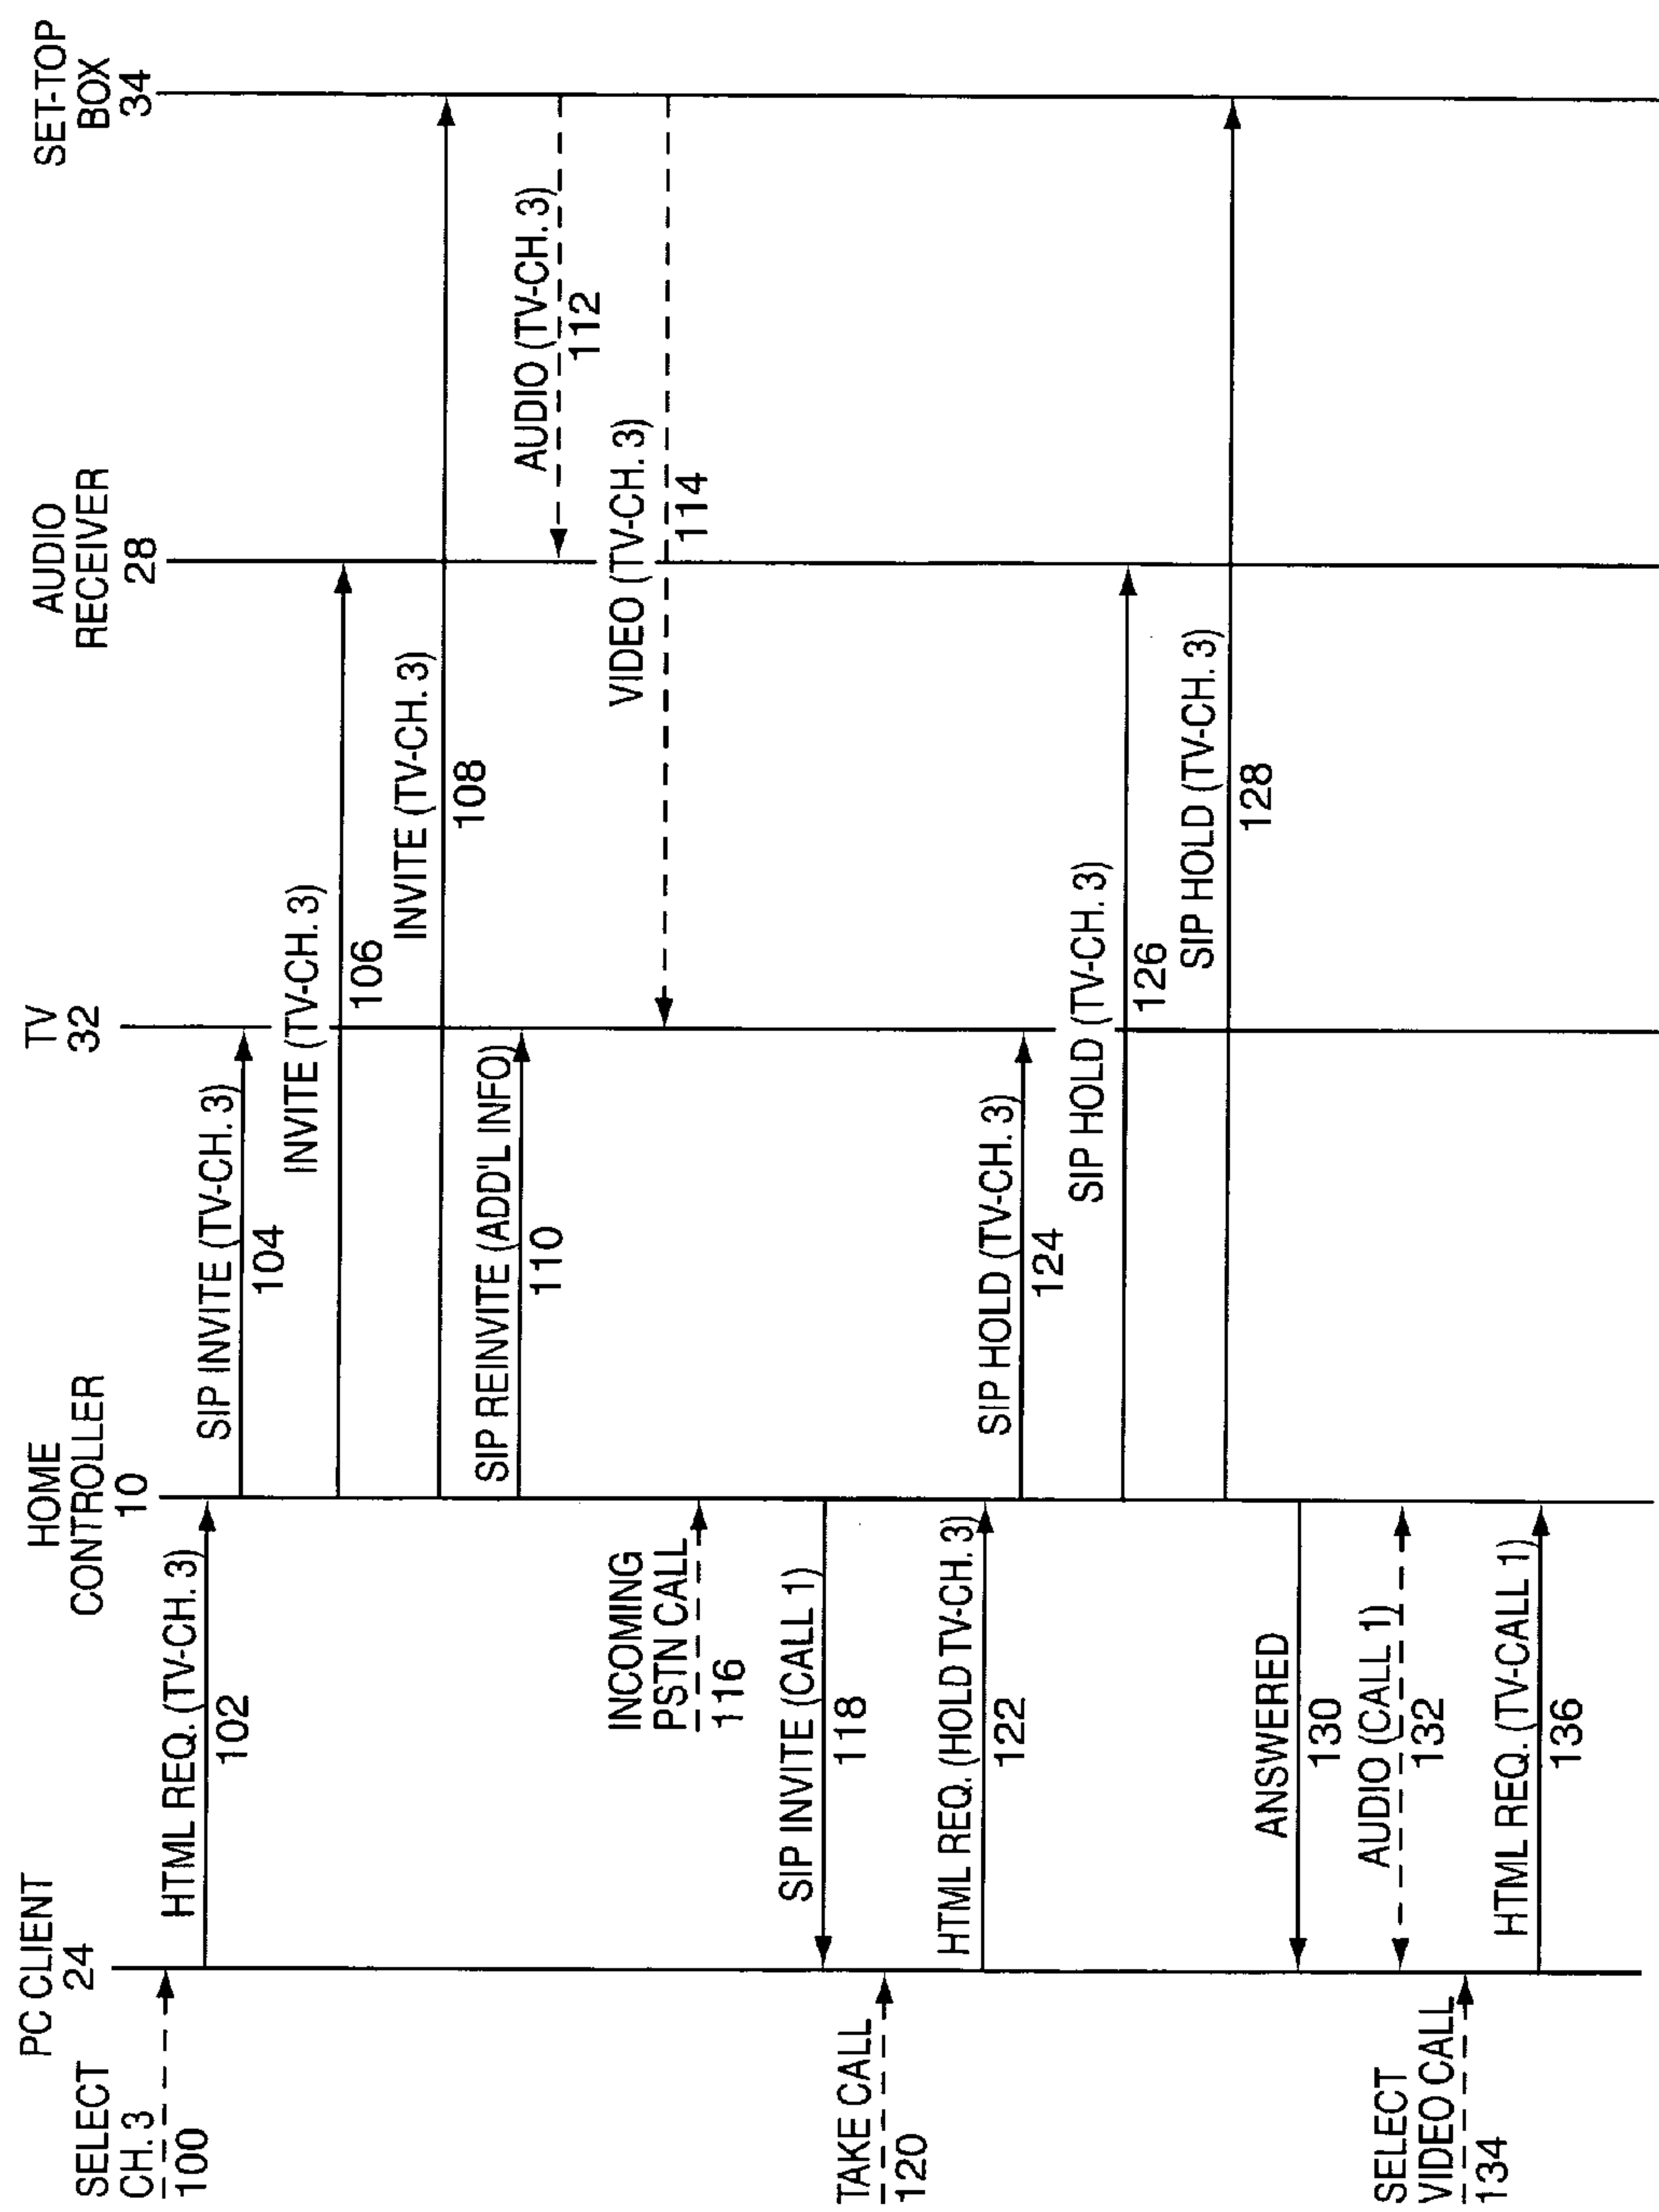 PC CLIENT
24
HOME
CONTROLLER
10
TV
32
AUDIO
RECEIVER
28
SET-TOP
BOX
34
SELECT
CH. 3
100
HTML REQ. (TV-CH. 3)
102
SIP INVITE (TV-CH. 3)
104
INVITE (TV-CH. 3)
106
INVITE (TV-CH. 3)
108
SIP REINVITE (ADD'L INFO)
110
AUDIO (TV-CH. 3)
112
VIDEO (TV-CH. 3)
114
INCOMING
PSTN CALL
116
SIP INVITE (CALL 1)
118
TAKE CALL
120
HTML REQ. (HOLD TV-CH. 3)
122
SIP HOLD (TV-CH. 3)
124
SIP HOLD (TV-CH. 3)
126
SIP HOLD (TV-CH. 3)
128
ANSWERED
130
AUDIO (CALL 1)
132
SELECT
VIDEO CALL
134
HTML REQ. (TV-CALL 1)
136